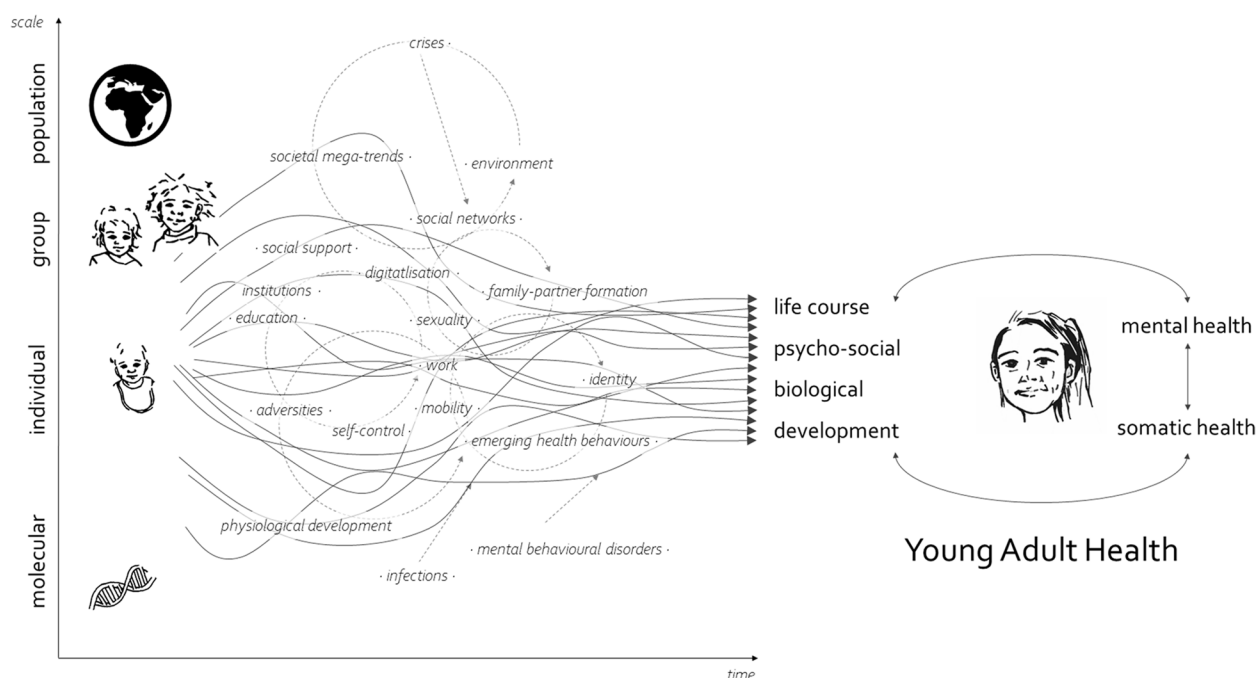 scale
population
group
individual
molecular
crises ·
societal mega-trends ·
· environment
· social networks ·
· social support ·
· digitatlisation ·
institutions ·
· family-partner formation
· education ·
· sexuality ·
· work
· identity
· adversities ·
· mobility ·
self-control ·
· emerging health behaviours ·
physiological development
· mental behavioural disorders ·
· infections ·
time
life course
psycho-social
biological
development
mental health
somatic health
Young Adult Health